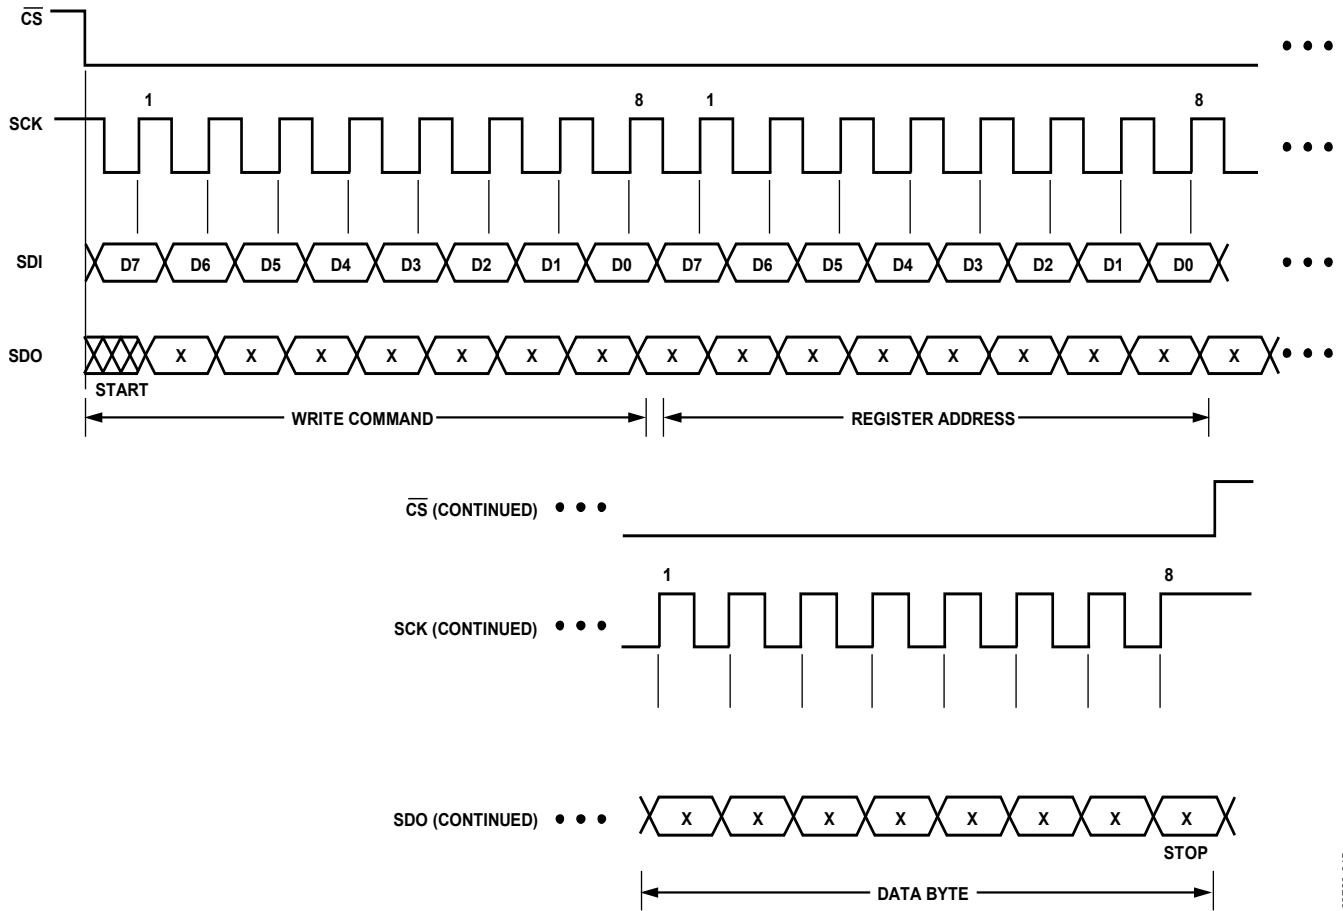 CS
1 8 1 8
SCK
SDI D7 D6 D5 D4 D3 D2 D1 D0 D7 D6 D5 D4 D3 D2 D1 D0
SDO X X X X X X X X X X X X X X X X
START
WRITE COMMAND REGISTER ADDRESS
CS (CONTINUED)
1 8
SCK (CONTINUED)
SDO (CONTINUED) X X X X X X X X
STOP
DATA BYTE